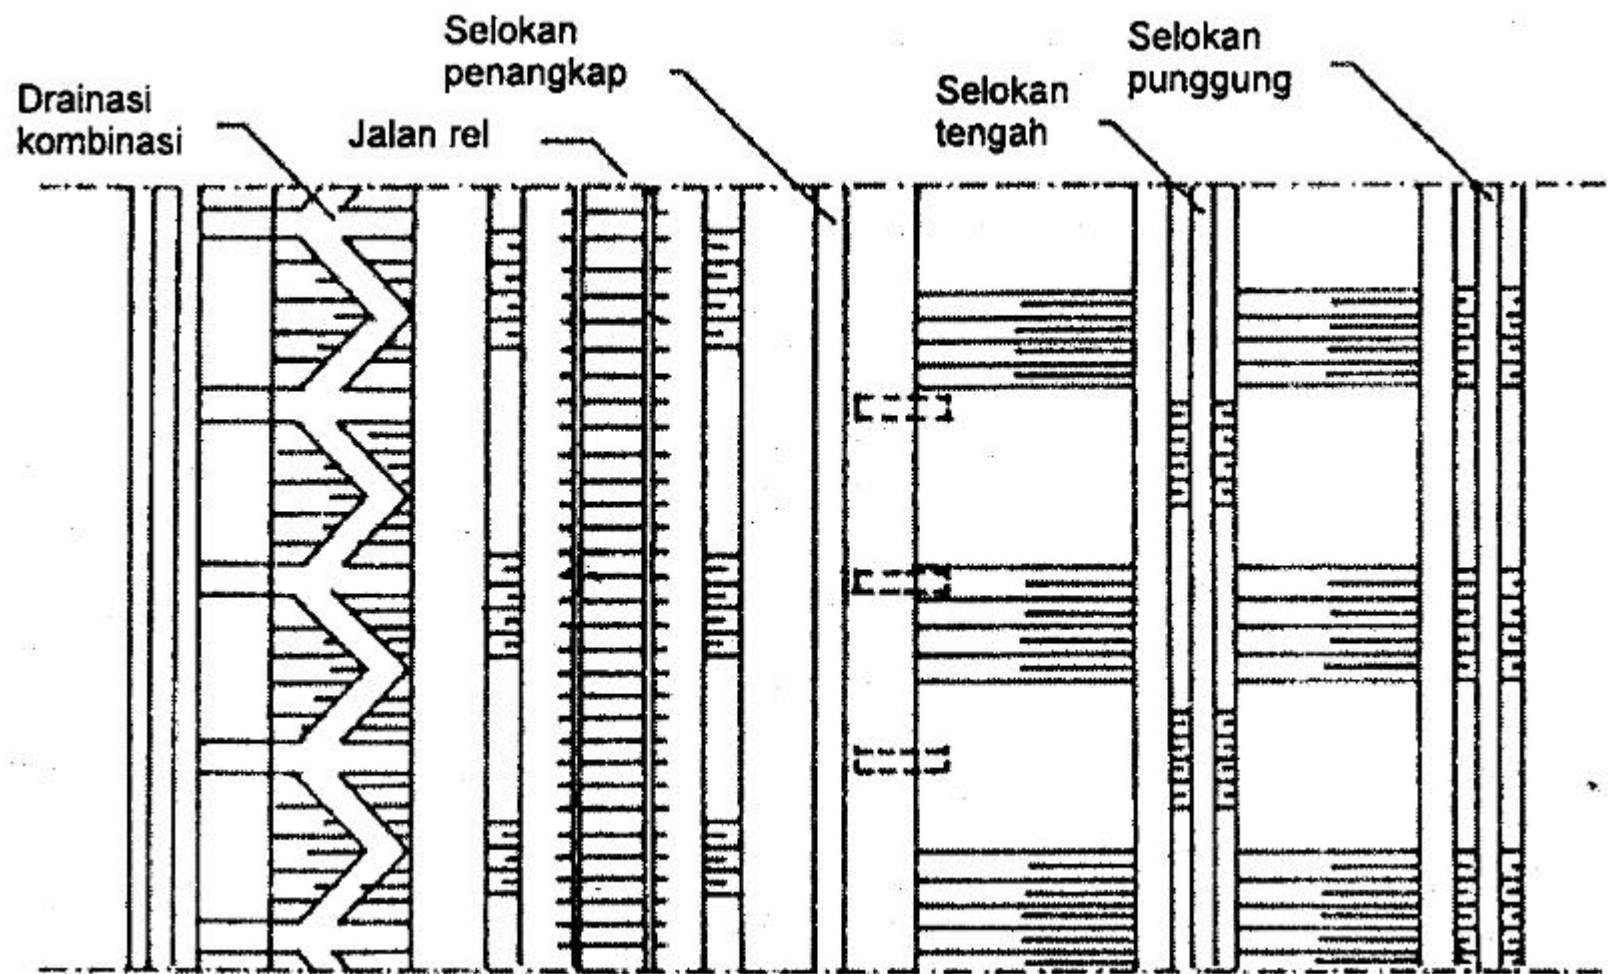 Selokan
penangkap
Selokan
punggung
Drainasi
kombinasi
Selokan
tengah
Jalan rel